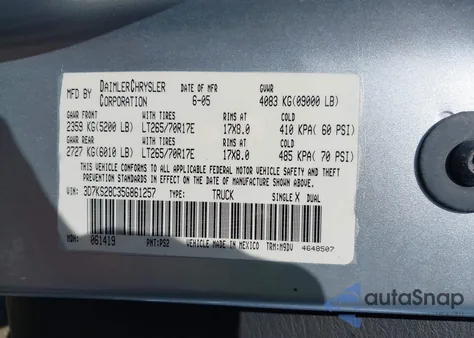 MFD BY DAIMLERCHRYSLER CORPORATION DATE OF MFR 6-05 GVWR 4083 KG(09000 LB)
GAWR FRONT WITH TIRES RIMS AT COLD
2359 KG(5200 LB) LT265/70R17E 17X8.0 410 KPA( 60 PSI)
GAWR REAR WITH TIRES RIMS AT COLD
2727 KG(6010 LB) LT265/70R17E 17X8.0 485 KPA( 70 PSI)
THIS VEHICLE CONFORMS TO ALL APPLICABLE FEDERAL MOTOR VEHICLE SAFETY AND THEFT
PREVENTION STANDARDS IN EFFECT ON THE DATE OF MANUFACTURE SHOWN ABOVE
VIN: 3D7KS28C35G861257 TYPE: TRUCK SINGLE X DUAL
MDH: 061419 PNT:PS2 VEHICLE MADE IN MEXICO TRM:M9DV 4648507
autoSnap